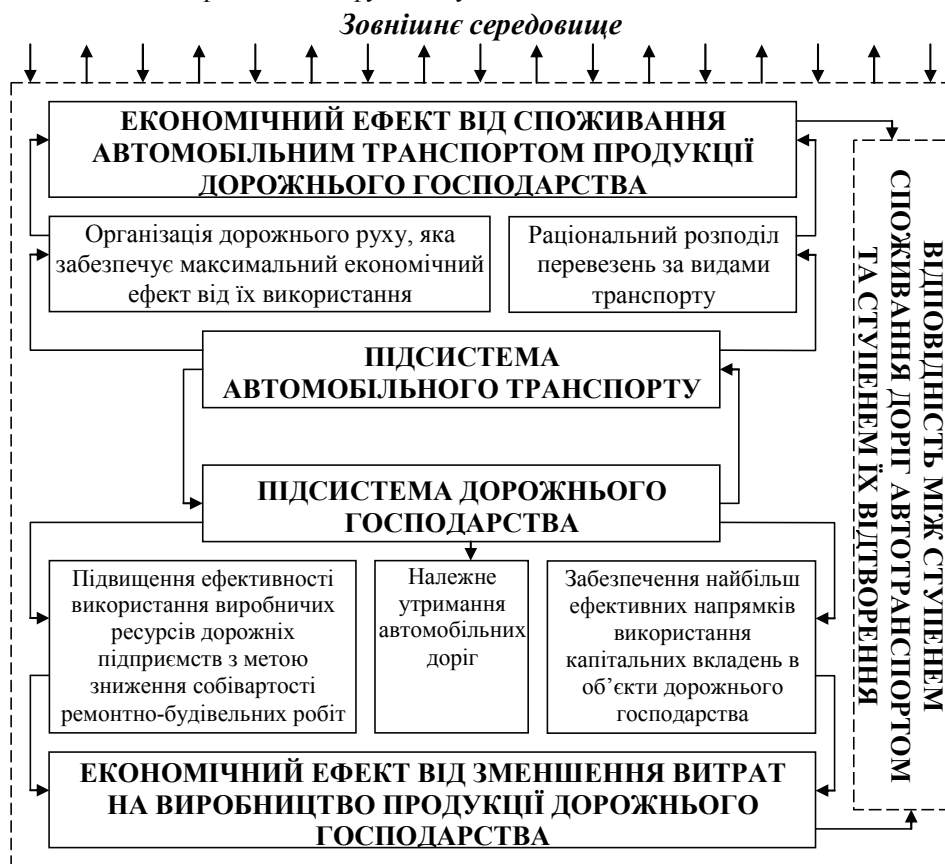 Зовнішнє середовище
ЕКОНОМІЧНИЙ ЕФЕКТ ВІД СПОЖИВАННЯ
АВТОМОБІЛЬНИМ ТРАНСПОРТОМ ПРОДУКЦІЇ
ДОРОЖНЬОГО ГОСПОДАРСТВА
Організація дорожнього руху, яка
забезпечує максимальний економічний
ефект від їх використання
Раціональний розподіл
перевезень за видами
транспорту
ПІДСИСТЕМА
АВТОМОБІЛЬНОГО ТРАНСПОРТУ
ПІДСИСТЕМА ДОРОЖНЬОГО
ГОСПОДАРСТВА
Підвищення ефективності
використання виробничих
ресурсів дорожніх
підприємств з метою
зниження собівартості
ремонтно-будівельних робіт
Належне
утримання
автомобільних
доріг
Забезпечення найбільш
ефективних напрямків
використання
капітальних вкладень в
об’єкти дорожнього
господарства
ЕКОНОМІЧНИЙ ЕФЕКТ ВІД ЗМЕНШЕННЯ ВИТРАТ
НА ВИРОБНИЦТВО ПРОДУКЦІЇ ДОРОЖНЬОГО
ГОСПОДАРСТВА
ВІДПОВІДНІСТЬ МІЖ СТУПЕНЕМ
СПОЖИВАННЯ ДОРІГ АВТОТРАНСПОРТОМ
ТА СТУПЕНЕМ ЇХ ВІДТВОРЕННЯ